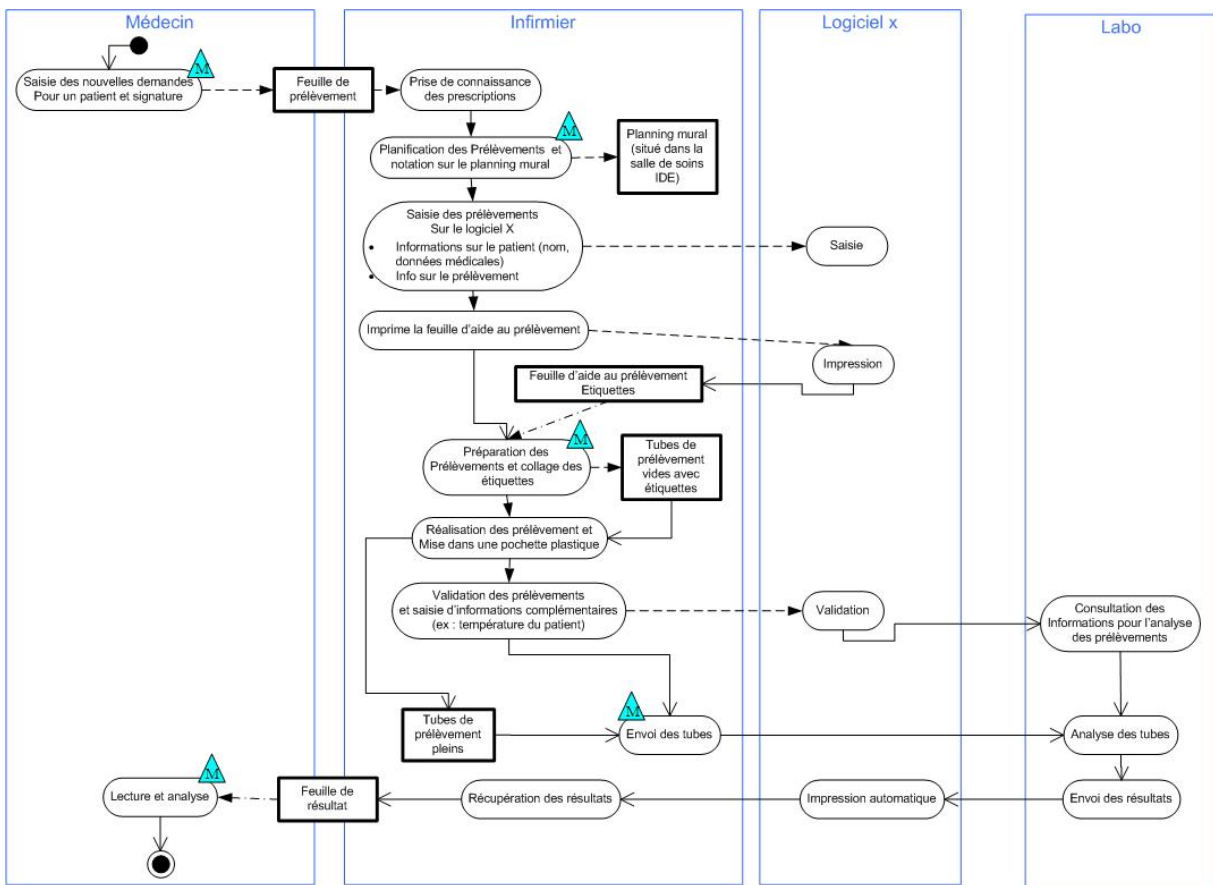 Médecin
Infirmier
Logiciel x
Labo
M
Saisie des nouvelles demandes
Pour un patient et signature
Feuille de
prélèvement
Prise de connaissance
des prescriptions
M
Planification des Prélèvements et
notation sur le planning mural
Planning mural
(situé dans la
salle de soins
IDE)
Saisie des prélèvements
Sur le logiciel X
• Informations sur le patient (nom,
données médicales)
• Info sur le prélèvement
Saisie
Imprime la feuille d'aide au prélèvement
Impression
Feuille d'aide au prélèvement
Etiquettes
M
Préparation des
Prélèvements et collage des
étiquettes
Tubes de
prélèvement
vides avec
étiquettes
Réalisation des prélèvement et
Mise dans une pochette plastique
Validation des prélèvements
et saisie d'informations complémentaires
(ex : température du patient)
Validation
Consultation des
Informations pour l'analyse
des prélèvements
Tubes de
prélèvement
pleins
M
Envoi des tubes
Analyse des tubes
M
Lecture et analyse
Feuille de
résultat
Récupération des résultats
Impression automatique
Envoi des résultats